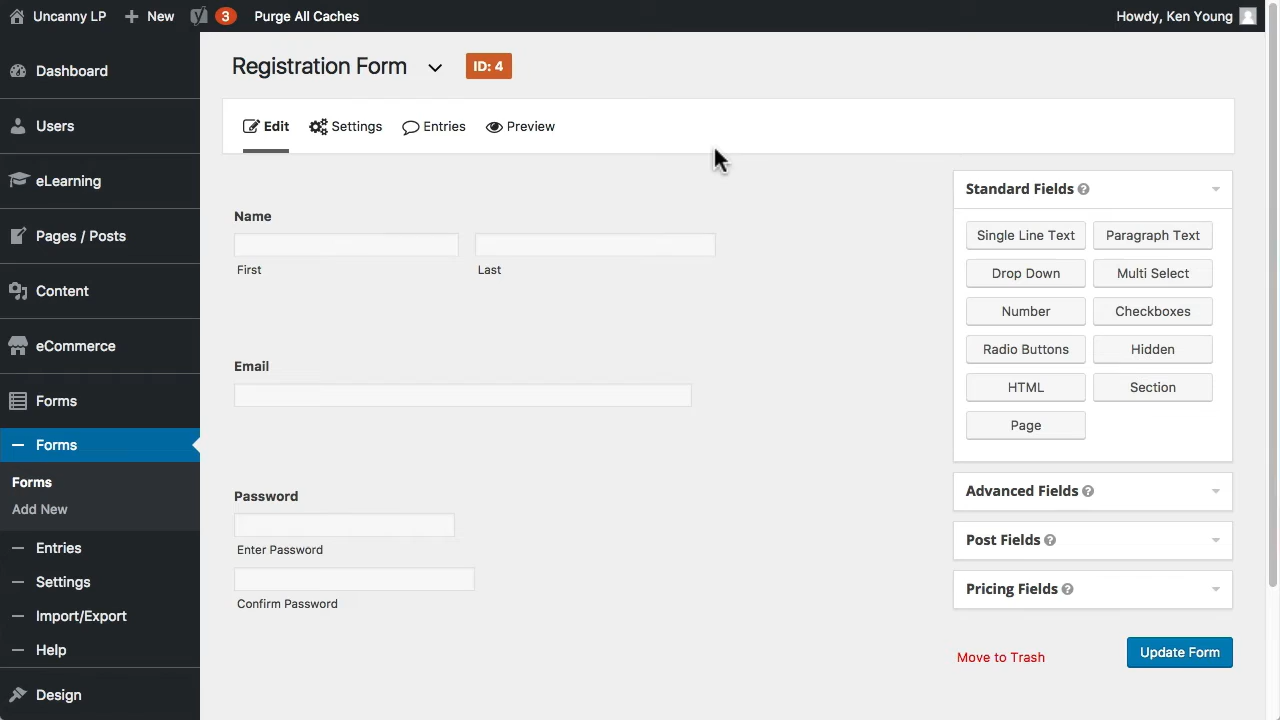 Uncanny LP New 3 Purge All Caches Howdy, Ken Young
Dashboard
Users
eLearning
Pages / Posts
Content
eCommerce
Forms
Forms
Forms
Add New
Entries
Settings
Import/Export
Help
Design
Registration Form ID: 4
Edit Settings Entries Preview
Name
First Last
Email
Password
Enter Password
Confirm Password
Standard Fields
Single Line Text Paragraph Text
Drop Down Multi Select
Number Checkboxes
Radio Buttons Hidden
HTML Section
Page
Advanced Fields
Post Fields
Pricing Fields
Move to Trash Update Form